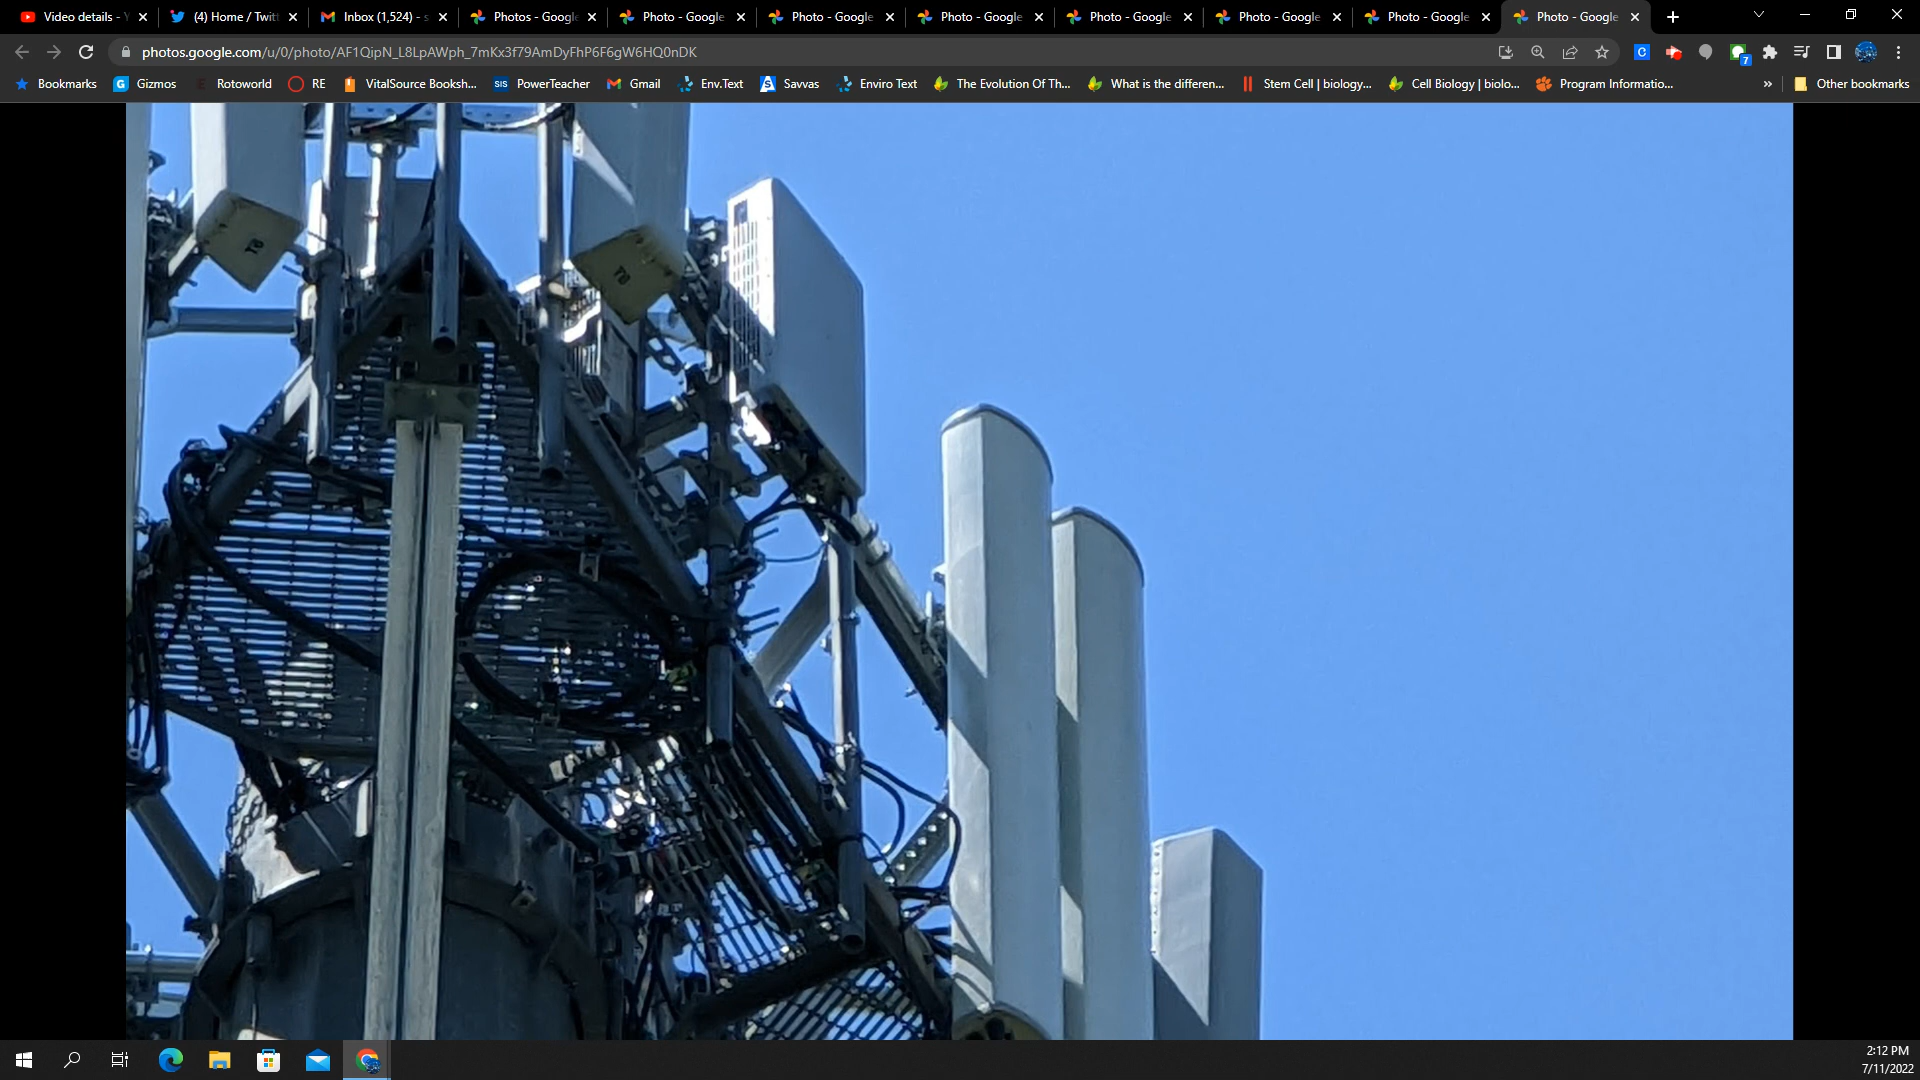 Video details - Y
(4) Home / Twitt
Inbox (1,524) - s
Photos - Google
Photo - Google
Photo - Google
Photo - Google
Photo - Google
Photo - Google
Photo - Google
Photo - Google
photos.google.com/u/0/photo/AF1QipN_L8LpAWph_7mKx3f79AmDyFhP6F6gW6HQ0nDK
C
7
Bookmarks
G Gizmos
Rotoworld
RE
VitalSource Booksh...
SIS PowerTeacher
Gmail
Env.Text
S Savvas
Enviro Text
The Evolution Of Th...
What is the differen...
Stem Cell | biology...
Cell Biology | biolo...
Program Informatio...
»
Other bookmarks
2:12 PM
7/11/2022